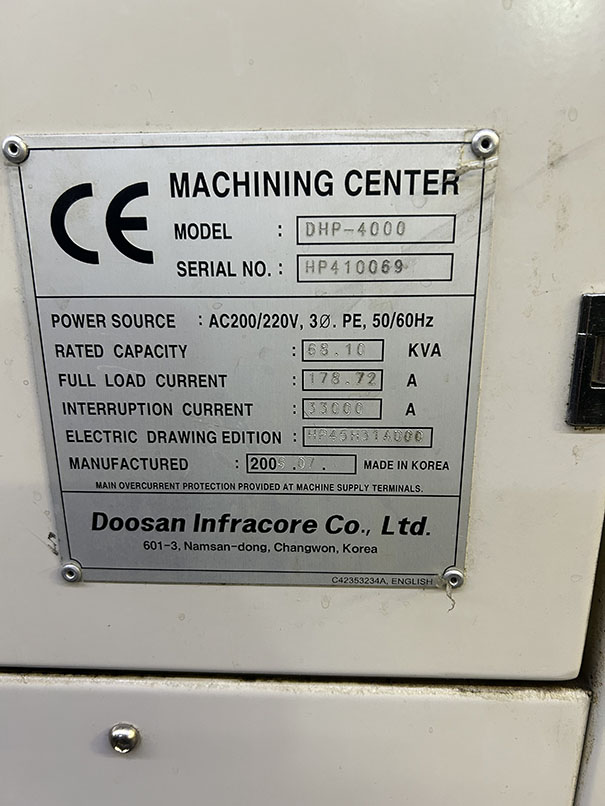 CE MACHINING CENTER
MODEL : DHP-4000
SERIAL NO. : HP410069
POWER SOURCE : AC200/220V, 3Ø. PE, 50/60Hz
RATED CAPACITY : 68.10 KVA
FULL LOAD CURRENT : 178.72 A
INTERRUPTION CURRENT : 33000 A
ELECTRIC DRAWING EDITION :
MANUFACTURED : MADE IN KOREA
MAIN OVERCURRENT PROTECTION PROVIDED AT MACHINE SUPPLY TERMINALS.
Doosan Infracore Co., Ltd.
601-3, Namsan-dong, Changwon, Korea
C42353234A, ENGLISH